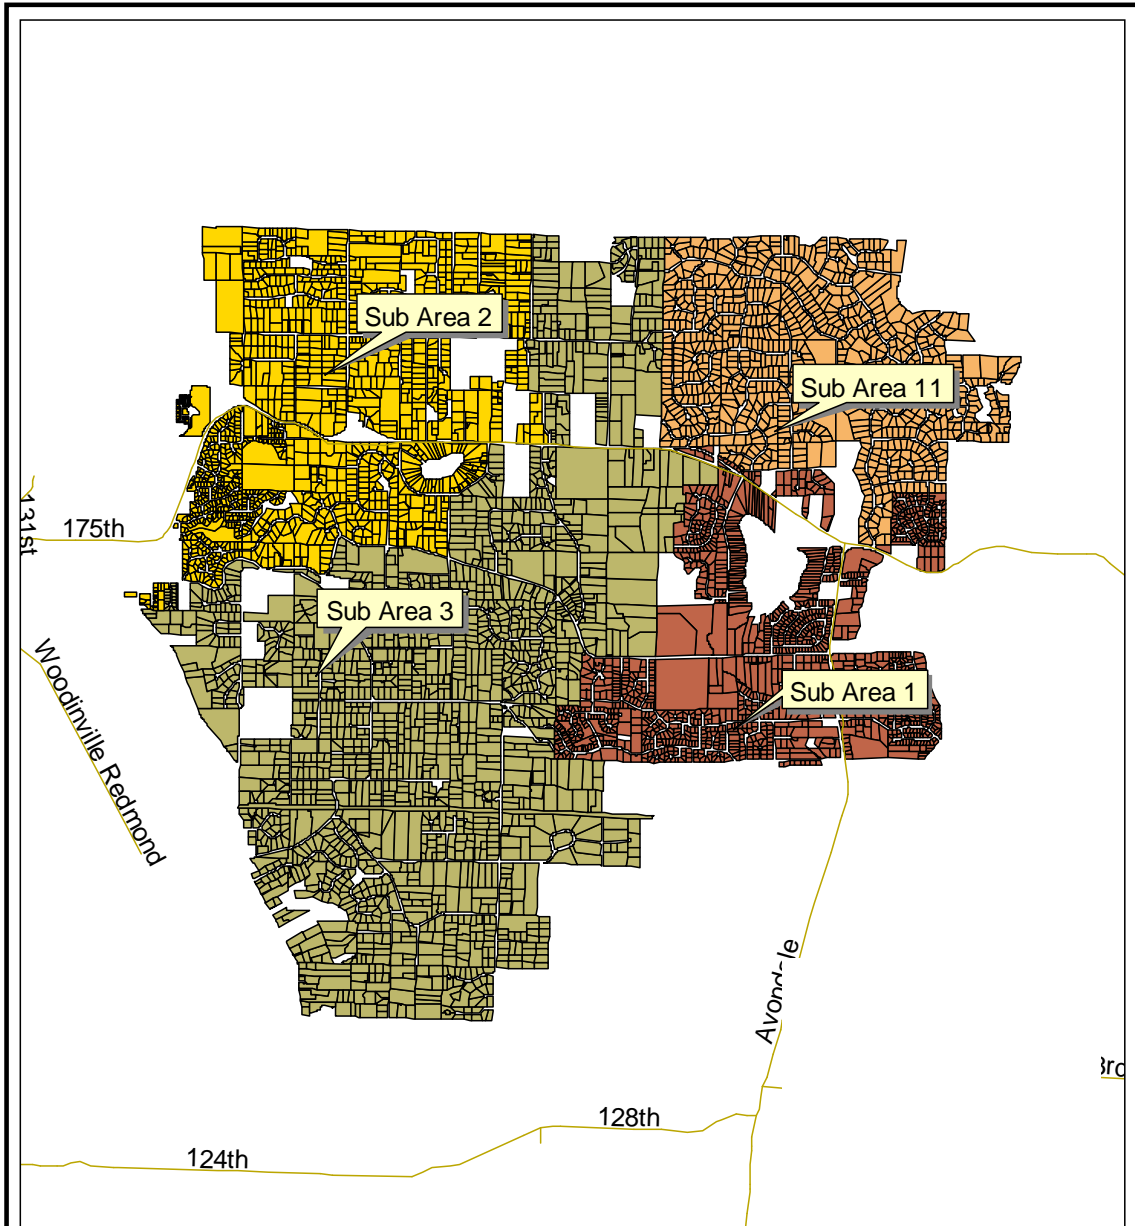 Sub Area 2
Sub Area 11
131st
175th
Sub Area 3
Woodinville Redmond
Sub Area 1
Avondale
128th
124th